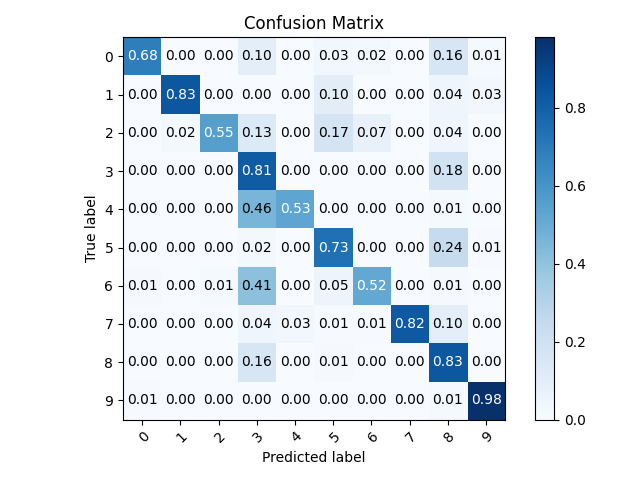 Confusion Matrix
True label
0 0.68 0.00 0.00 0.10 0.00 0.03 0.02 0.00 0.16 0.01
1 0.00 0.83 0.00 0.00 0.00 0.10 0.00 0.00 0.04 0.03
2 0.00 0.02 0.55 0.13 0.00 0.17 0.07 0.00 0.04 0.00
3 0.00 0.00 0.00 0.81 0.00 0.00 0.00 0.00 0.18 0.00
4 0.00 0.00 0.00 0.46 0.53 0.00 0.00 0.00 0.01 0.00
5 0.00 0.00 0.00 0.02 0.00 0.73 0.00 0.00 0.24 0.01
6 0.01 0.00 0.01 0.41 0.00 0.05 0.52 0.00 0.01 0.00
7 0.00 0.00 0.00 0.04 0.03 0.01 0.01 0.82 0.10 0.00
8 0.00 0.00 0.00 0.16 0.00 0.01 0.00 0.00 0.83 0.00
9 0.01 0.00 0.00 0.00 0.00 0.00 0.00 0.00 0.01 0.98
0 1 2 3 4 5 6 7 8 9
Predicted label
0.8
0.6
0.4
0.2
0.0